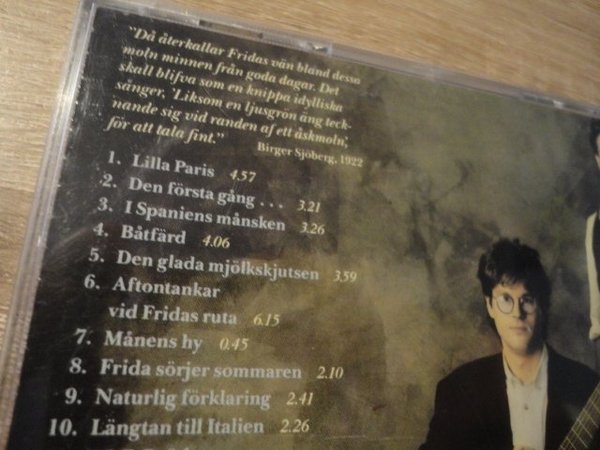 "Då återkallar Fridas vän bland dessa
moln minnen från goda dagar. Det
skall blifva som en knippa idylliska
sånger, 'Liksom en ljusgrön äng teck-
nande sig vid randen af ett åskmoln',
för att tala fint."
Birger Sjöberg, 1922
1. Lilla Paris 4.57
2. Den första gång . . . 3.21
3. I Spaniens månsken 3.26
4. Båtfärd 4.06
5. Den glada mjölkskjutsen 3.59
6. Aftontankar
vid Fridas ruta 6.15
7. Månens hy 0.45
8. Frida sörjer sommaren 2.10
9. Naturlig förklaring 2.41
10. Längtan till Italien 2.26